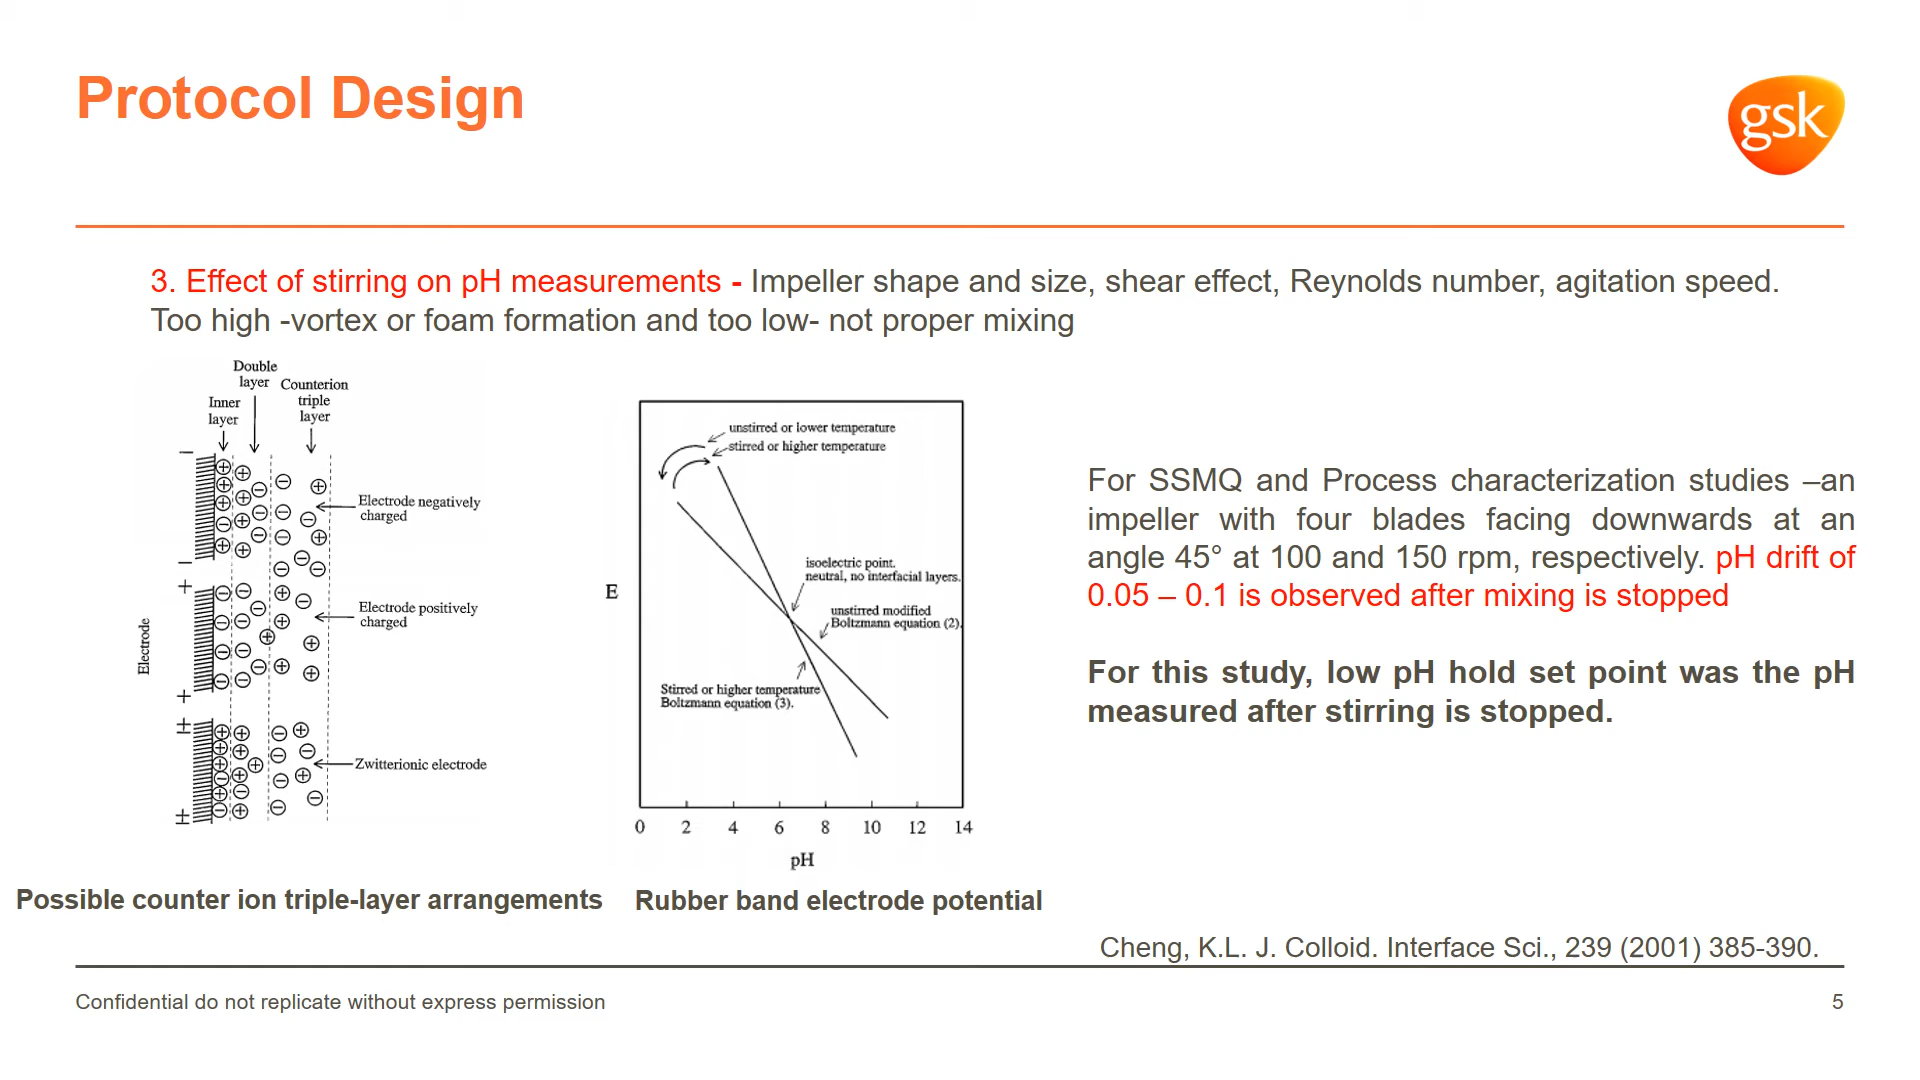 Protocol Design
gsk
3. Effect of stirring on pH measurements - Impeller shape and size, shear effect, Reynolds number, agitation speed.
Too high -vortex or foam formation and too low- not proper mixing
Double
layer
Counterion
triple
layer
Inner
layer
−
−
Electrode negatively
charged
+
+
Electrode positively
charged
Electrode
±
±
Zwitterionic electrode
unstirred or lower temperature
stirred or higher temperature
isoelectric point.
neutral, no interfacial layers.
E
unstirred modified
Boltzmann equation (2).
Stirred or higher temperature
Boltzmann equation (3).
0 2 4 6 8 10 12 14
pH
For SSMQ and Process characterization studies –an
impeller with four blades facing downwards at an
angle 45° at 100 and 150 rpm, respectively. pH drift of
0.05 – 0.1 is observed after mixing is stopped
For this study, low pH hold set point was the pH
measured after stirring is stopped.
Possible counter ion triple-layer arrangements
Rubber band electrode potential
Cheng, K.L. J. Colloid. Interface Sci., 239 (2001) 385-390.
Confidential do not replicate without express permission
5